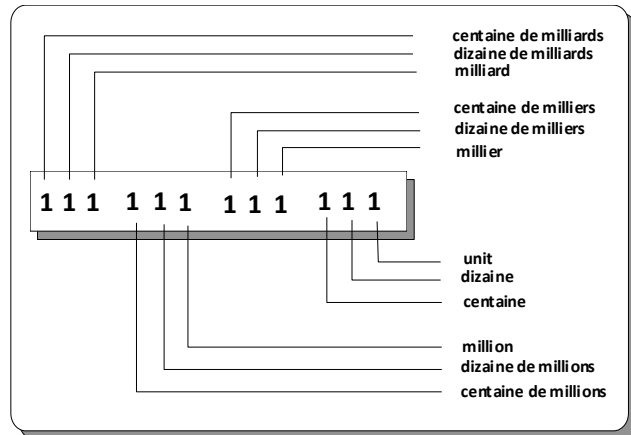 centaine de milliards
dizaine de milliards
milliard
centaine de milliers
dizaine de milliers
millier
1 1 1 1 1 1 1 1 1 1 1 1
unit
dizaine
centaine
million
dizaine de millions
centaine de millions